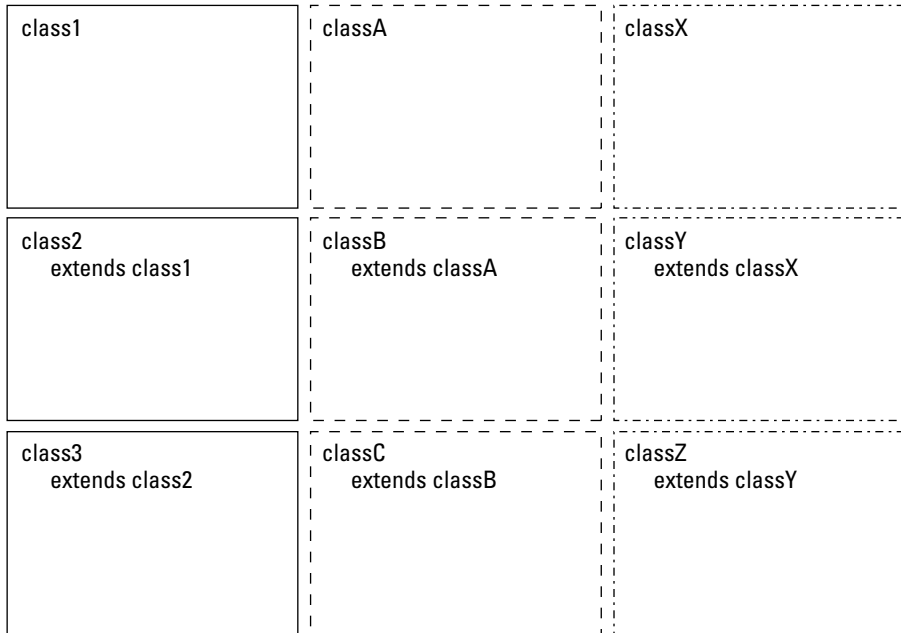 class1
classA
classX
class2
extends class1
classB
extends classA
classY
extends classX
class3
extends class2
classC
extends classB
classZ
extends classY